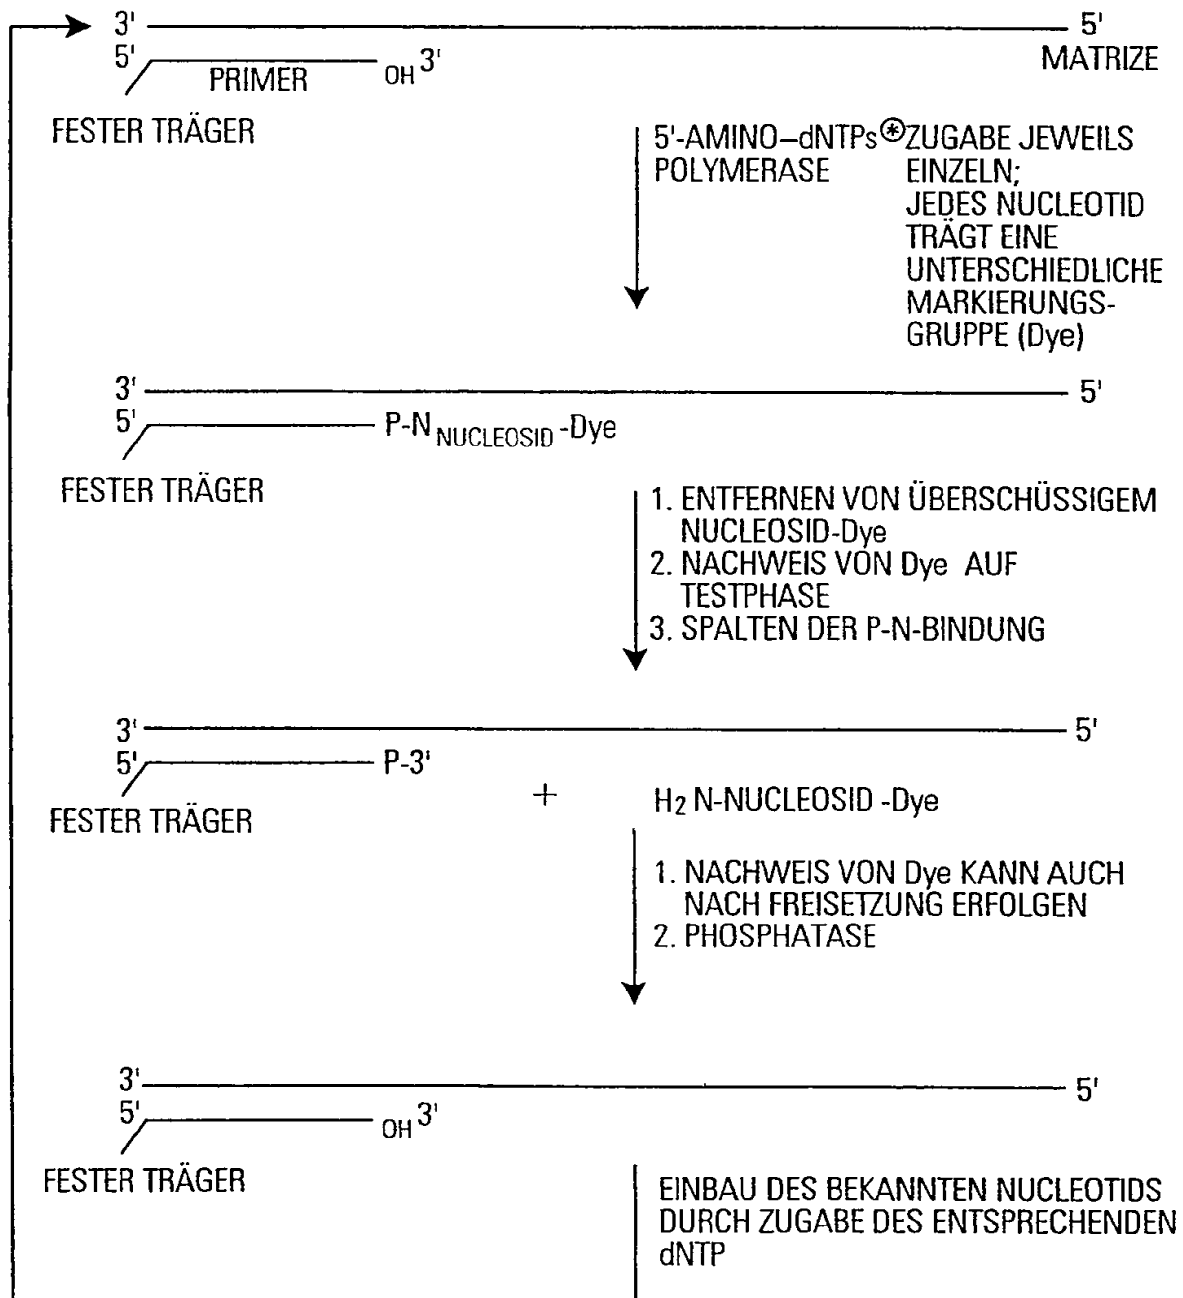 3' 5'
5' PRIMER OH 3' MATRIZE
FESTER TRÄGER
5'-AMINO–dNTPs ⊛ ZUGABE JEWEILS
POLYMERASE EINZELN;
JEDES NUCLEOTID
TRÄGT EINE
UNTERSCHIEDLICHE
MARKIERUNGS-
GRUPPE (Dye)
3' 5'
5' P-N NUCLEOSID -Dye
FESTER TRÄGER
1. ENTFERNEN VON ÜBERSCHÜSSIGEM
NUCLEOSID-Dye
2. NACHWEIS VON Dye AUF
TESTPHASE
3. SPALTEN DER P-N-BINDUNG
3' 5'
5' P-3'
FESTER TRÄGER
+ H2 N-NUCLEOSID -Dye
1. NACHWEIS VON Dye KANN AUCH
NACH FREISETZUNG ERFOLGEN
2. PHOSPHATASE
3' 5'
5' OH 3'
FESTER TRÄGER
EINBAU DES BEKANNTEN NUCLEOTIDS
DURCH ZUGABE DES ENTSPRECHENDEN
dNTP